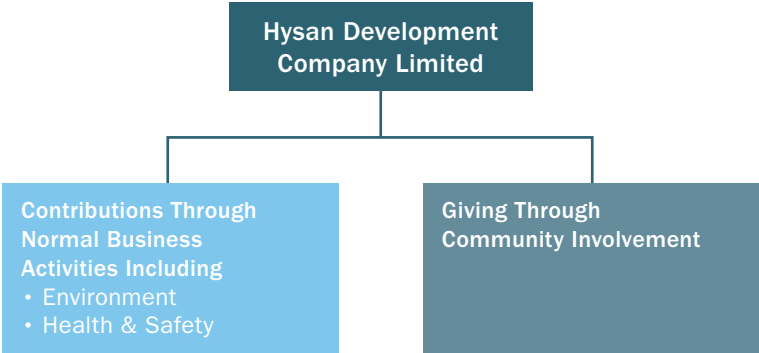 Hysan Development
Company Limited
Contributions Through
Normal Business
Activities Including
• Environment
• Health & Safety
Giving Through
Community Involvement